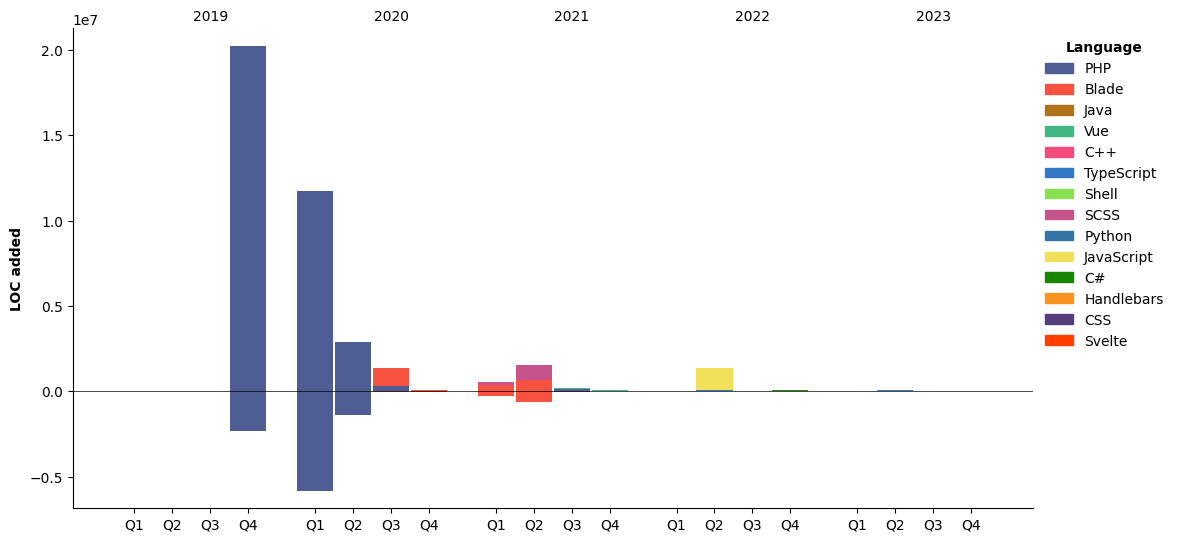 1e7
2019 2020 2021 2022 2023
2.0
1.5
1.0
0.5
0.0
−0.5
LOC added
Q1 Q2 Q3 Q4 Q1 Q2 Q3 Q4 Q1 Q2 Q3 Q4 Q1 Q2 Q3 Q4 Q1 Q2 Q3 Q4
Language
PHP
Blade
Java
Vue
C++
TypeScript
Shell
SCSS
Python
JavaScript
C#
Handlebars
CSS
Svelte